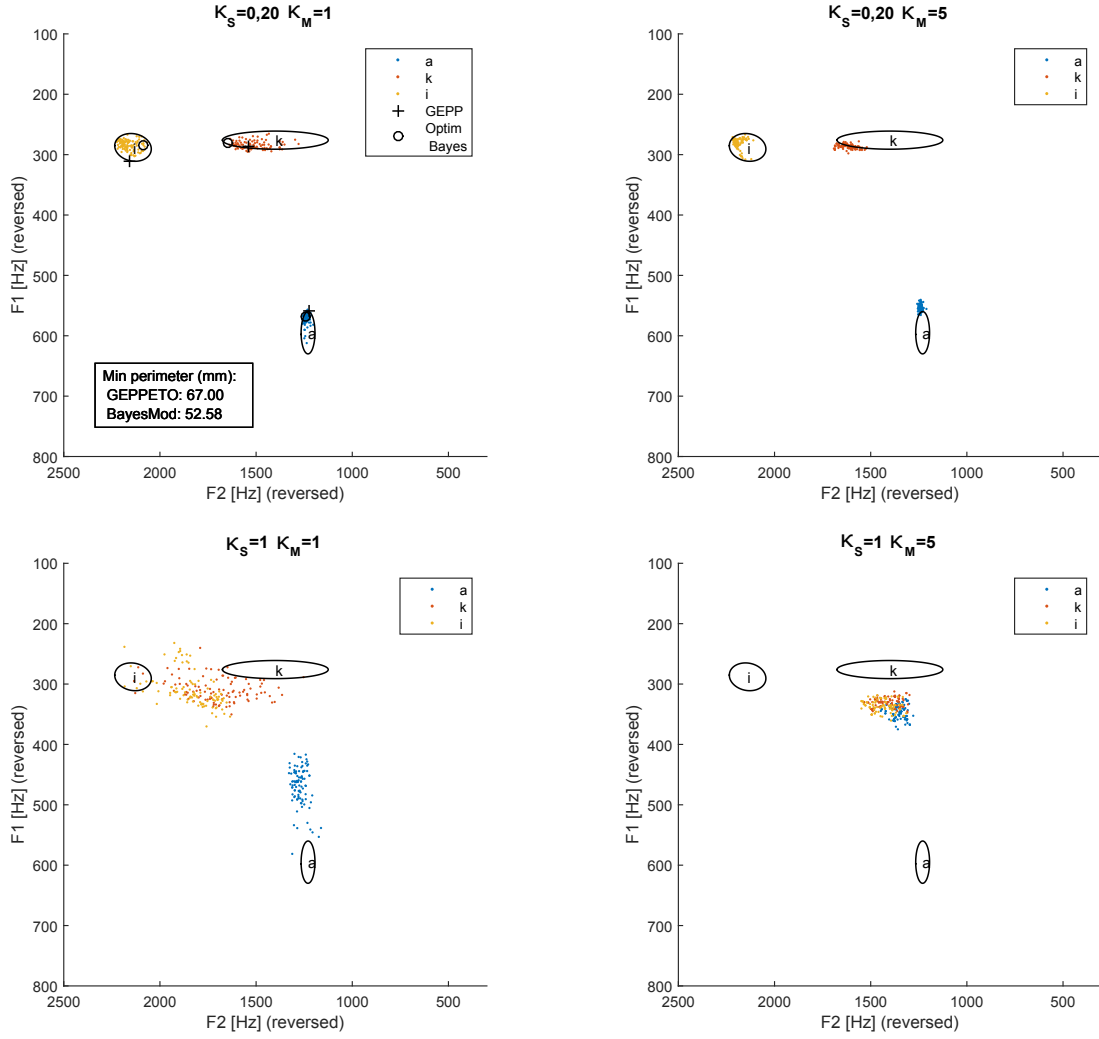 K_S=0,20 K_M=1
100
200
300
400
500
600
700
800
2500
2000
1500
1000
500
F1 [Hz] (reversed)
F2 [Hz] (reversed)
a
k
i
GEPP
Optim
Bayes
i
k
a
Min perimeter (mm):
GEPPETO: 67.00
BayesMod: 52.58
K_S=0,20 K_M=5
100
200
300
400
500
600
700
800
2500
2000
1500
1000
500
F1 [Hz] (reversed)
F2 [Hz] (reversed)
a
k
i
i
k
a
K_S=1 K_M=1
100
200
300
400
500
600
700
800
2500
2000
1500
1000
500
F1 [Hz] (reversed)
F2 [Hz] (reversed)
a
k
i
i
k
a
K_S=1 K_M=5
100
200
300
400
500
600
700
800
2500
2000
1500
1000
500
F1 [Hz] (reversed)
F2 [Hz] (reversed)
a
k
i
i
k
a